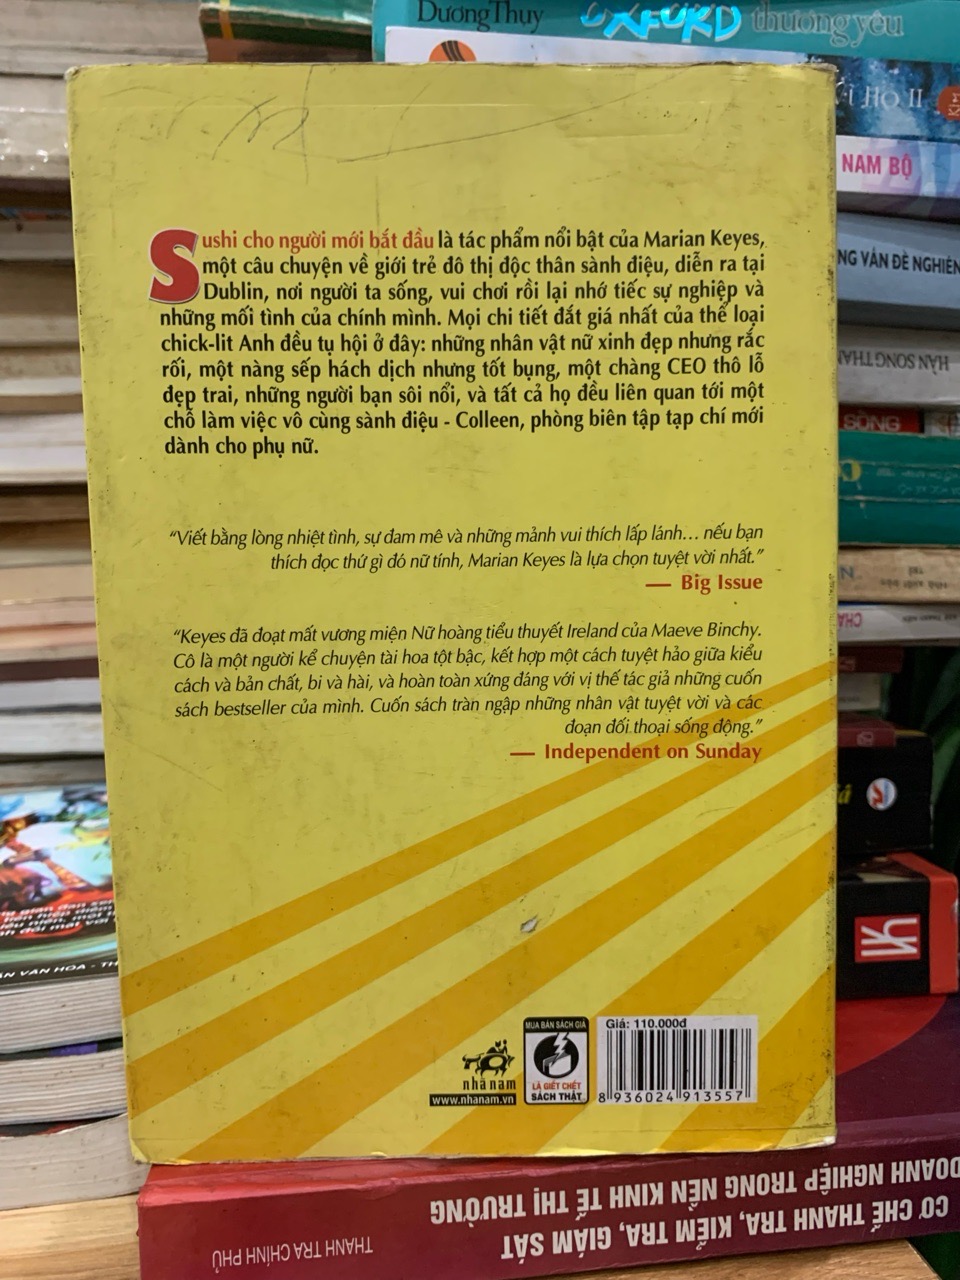 DươngThụy
OXFORD thương yêu
NAM BỘ
Sushi cho người mới bắt đầu là tác phẩm nổi bật của Marian Keyes,
một câu chuyện về giới trẻ đô thị độc thân sành điệu, diễn ra tại
Dublin, nơi người ta sống, vui chơi rồi lại nhớ tiếc sự nghiệp và
những mối tình của chính mình. Mọi chi tiết đắt giá nhất của thể loại
chick-lit Anh đều tụ hội ở đây: những nhân vật nữ xinh đẹp nhưng rắc
rối, một nàng sếp hách dịch nhưng tốt bụng, một chàng CEO thô lỗ
đẹp trai, những người bạn sôi nổi, và tất cả họ đều liên quan tới một
chỗ làm việc vô cùng sành điệu - Colleen, phòng biên tập tạp chí mới
dành cho phụ nữ.
“Viết bằng lòng nhiệt tình, sự đam mê và những mảnh vui thích lấp lánh… nếu bạn
thích đọc thứ gì đó nữ tính, Marian Keyes là lựa chọn tuyệt vời nhất.”
— Big Issue
“Keyes đã đoạt mất vương miện Nữ hoàng tiểu thuyết Ireland của Maeve Binchy.
Cô là một người kể chuyện tài hoa tột bậc, kết hợp một cách tuyệt hảo giữa kiểu
cách và bản chất, bi và hài, và hoàn toàn xứng đáng với vị thế tác giả những cuốn
sách bestseller của mình. Cuốn sách tràn ngập những nhân vật tuyệt vời và các
đoạn đối thoại sống động.”
— Independent on Sunday
NG VẤN ĐỀ NGHIÊN
HÁN SONG THÁN
SỐNG
nhã nam
www.nhanam.vn
MUA BÁN SÁCH GIẢ
LÀ GIẾT CHẾT
SÁCH THẬT
Giá: 110.000đ
8 936024 913557
CƠ CHẾ THANH TRA, KIỂM TRA, GIÁM SÁT
DOANH NGHIỆP TRONG NỀN KINH TẾ THỊ TRƯỜNG
THANH TRA CHÍNH PHỦ